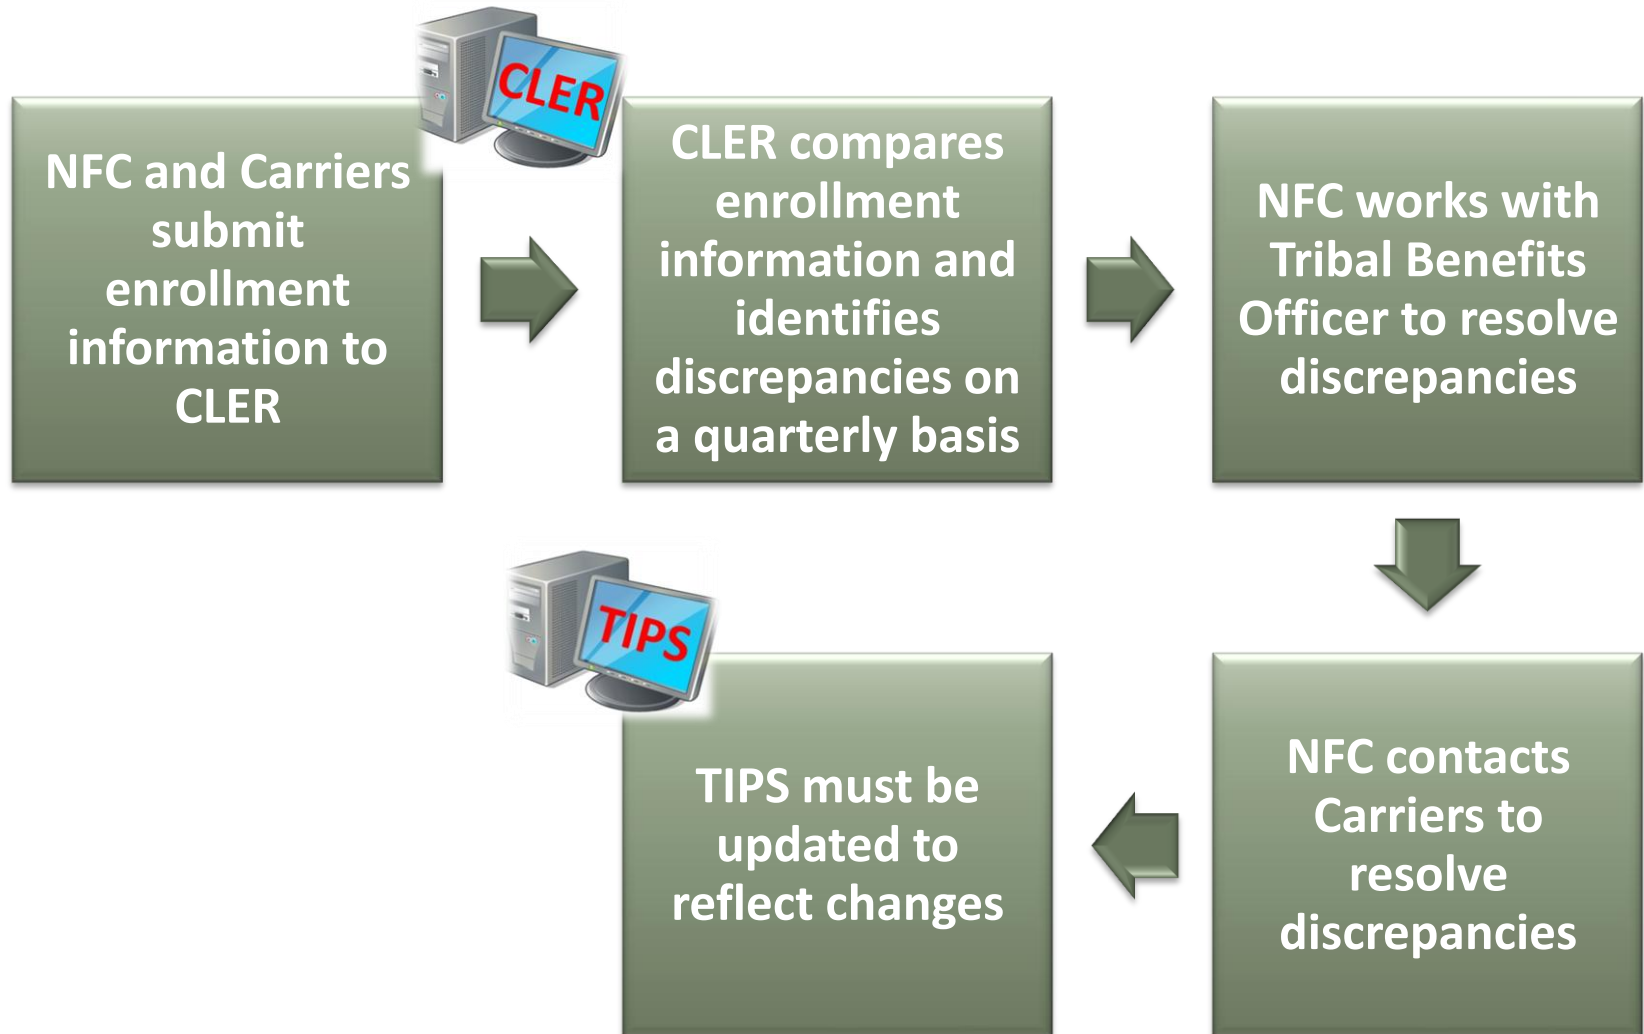 CLER
NFC and Carriers
submit
enrollment
information to
CLER
CLER compares
enrollment
information and
identifies
discrepancies on
a quarterly basis
NFC works with
Tribal Benefits
Officer to resolve
discrepancies
NFC contacts
Carriers to
resolve
discrepancies
TIPS
TIPS must be
updated to
reflect changes